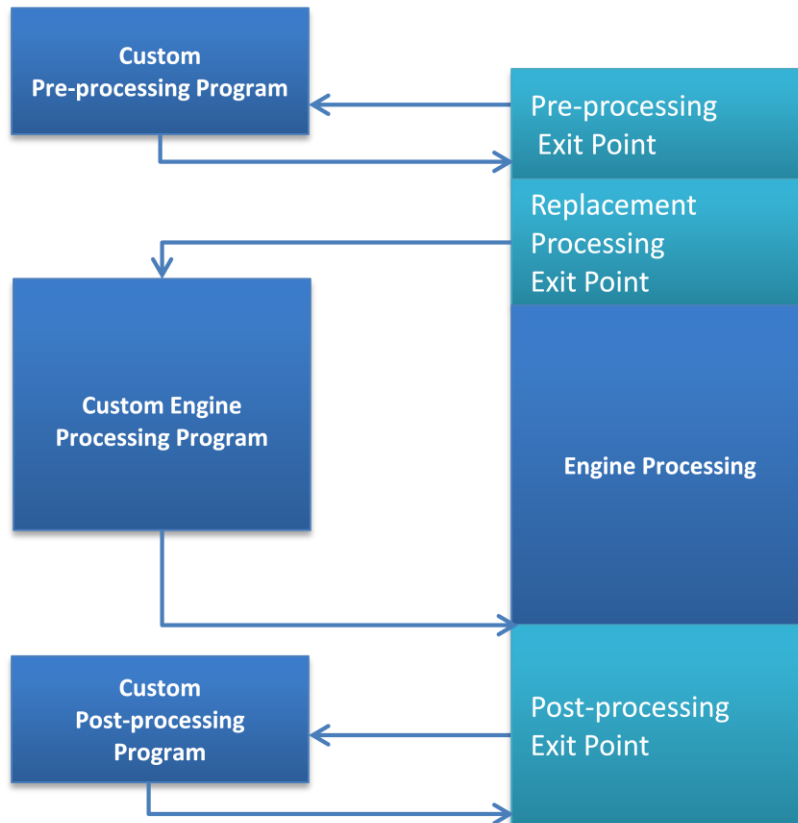 Custom
Pre-processing Program
Pre-processing
Exit Point
Replacement
Processing
Exit Point
Custom Engine
Processing Program
Engine Processing
Custom
Post-processing
Program
Post-processing
Exit Point